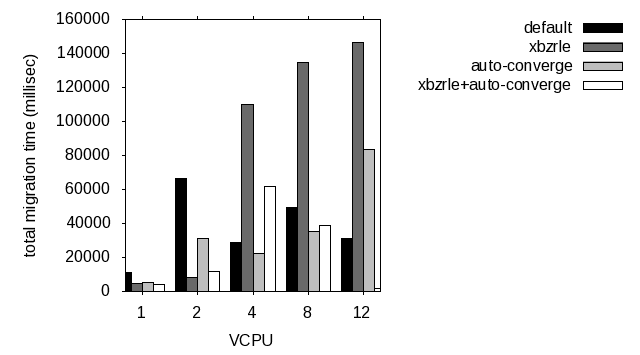 160000
140000
120000
100000
80000
60000
40000
20000
0
total migration time (millisec)
1 2 4 8 12
VCPU
default
xbzrle
auto-converge
xbzrle+auto-converge